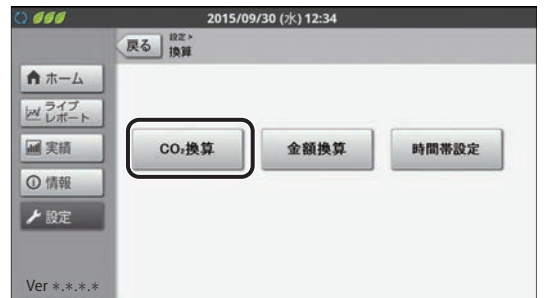 2015/09/30 (水) 12:34
戻る
設定 >
換算
ホーム
ライブ
レポート
実績
情報
設定
CO₂換算
金額換算
時間帯設定
Ver *.*.*.*